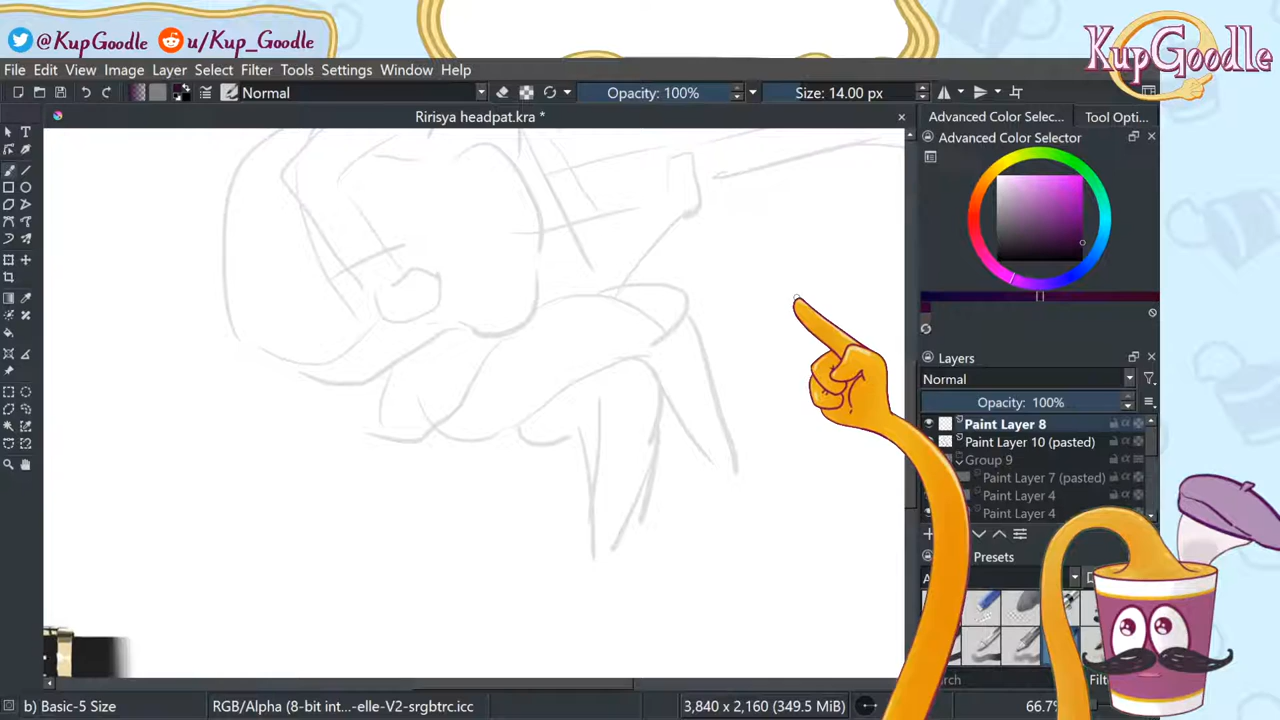 @KupGoodle u/Kup_Goodle
KupGoodle
File Edit View Image Layer Select Filter Tools Settings Window Help
Normal Opacity: 100% Size: 14.00 px
Ririsya headpat.kra *
Advanced Color Selec... Tool Opti...
Advanced Color Selector
Layers
Normal
Opacity: 100%
Paint Layer 8
Paint Layer 10 (pasted)
Group 9
Paint Layer 7 (pasted)
Paint Layer 4
Paint Layer 4
Presets
b) Basic-5 Size RGB/Alpha (8-bit int...-elle-V2-srgbtrc.icc 3,840 x 2,160 (349.5 MiB) 66.7%